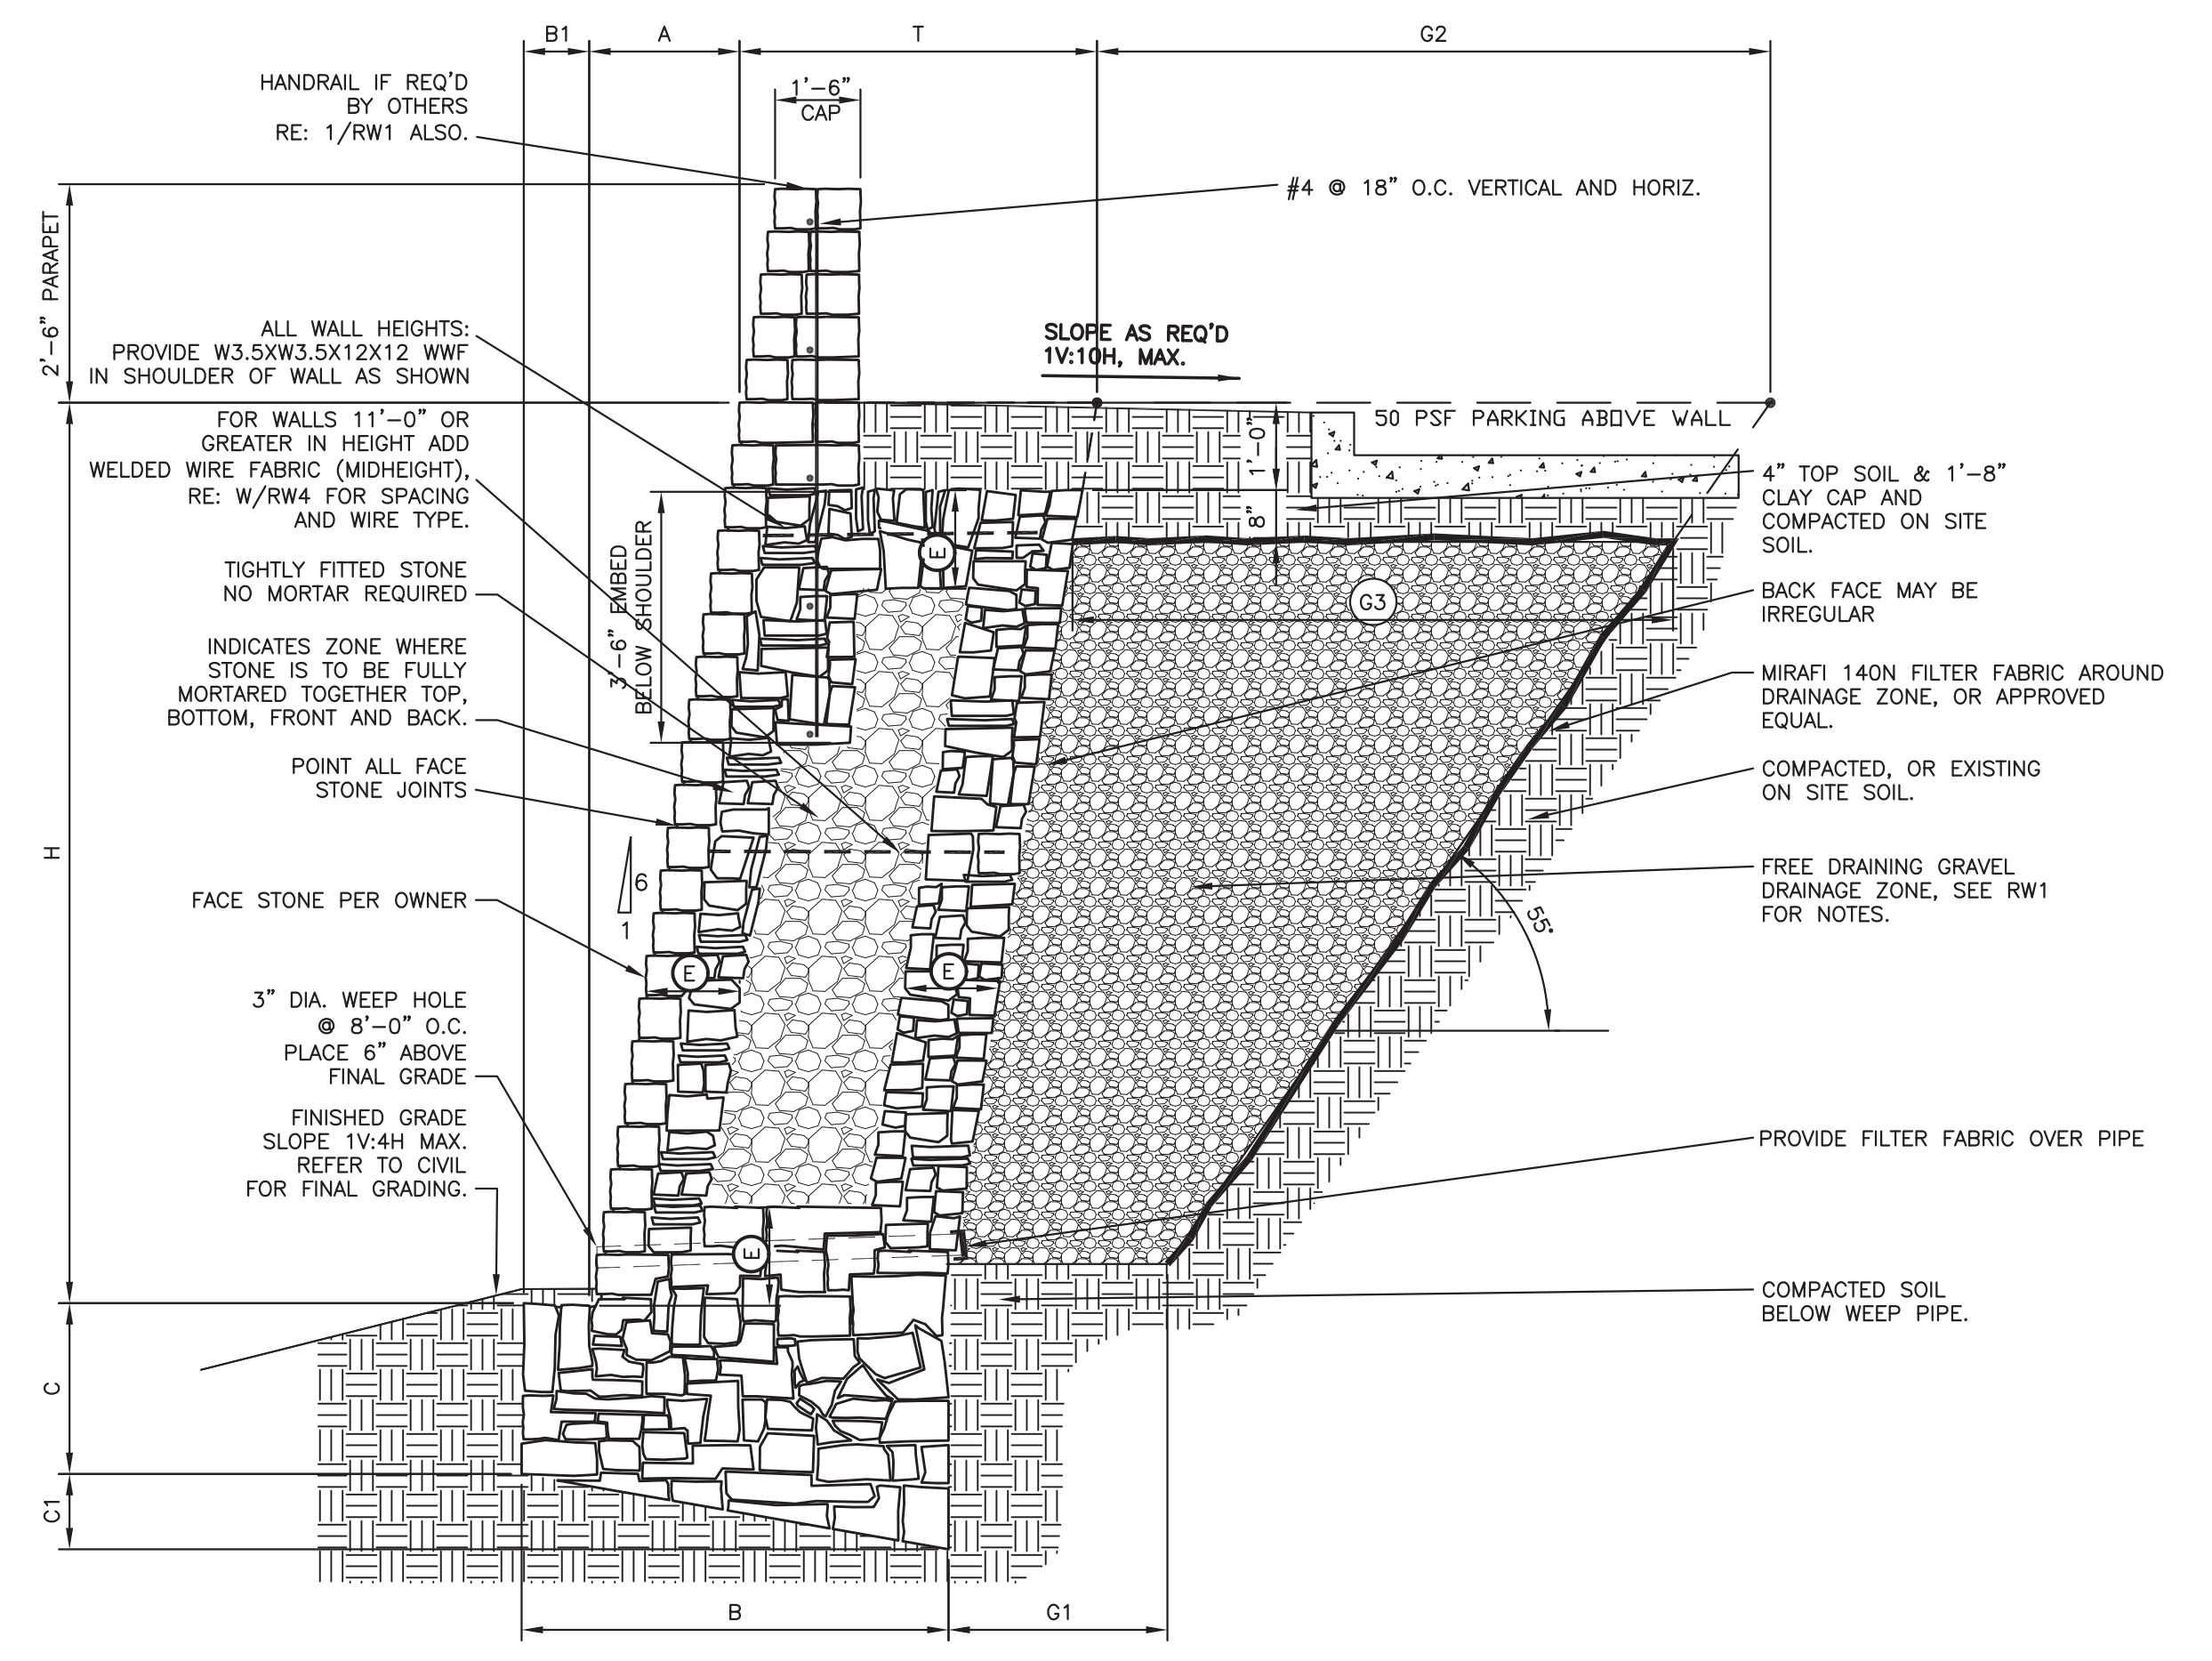 B1
A
T
G2
HANDRAIL IF REQ'D
BY OTHERS
RE: 1/RW1 ALSO.
1'-6"
CAP
#4 @ 18" O.C. VERTICAL AND HORIZ.
2'-6" PARAPET
ALL WALL HEIGHTS:
PROVIDE W3.5XW3.5X12X12 WWF
IN SHOULDER OF WALL AS SHOWN
SLOPE AS REQ'D
1V:10H, MAX.
FOR WALLS 11'-0" OR
GREATER IN HEIGHT ADD
WELDED WIRE FABRIC (MIDHEIGHT),
RE: W/RW4 FOR SPACING
AND WIRE TYPE.
50 PSF PARKING ABOVE WALL
1'-0"
8"
4" TOP SOIL & 1'-8"
CLAY CAP AND
COMPACTED ON SITE
SOIL.
3'-6" EMBED
BELOW SHOULDER
E
TIGHTLY FITTED STONE
NO MORTAR REQUIRED
G3
BACK FACE MAY BE
IRREGULAR
INDICATES ZONE WHERE
STONE IS TO BE FULLY
MORTARED TOGETHER TOP,
BOTTOM, FRONT AND BACK.
MIRAFI 140N FILTER FABRIC AROUND
DRAINAGE ZONE, OR APPROVED
EQUAL.
POINT ALL FACE
STONE JOINTS
COMPACTED, OR EXISTING
ON SITE SOIL.
H
6
1
FACE STONE PER OWNER
FREE DRAINING GRAVEL
DRAINAGE ZONE, SEE RW1
FOR NOTES.
55°
E
E
3" DIA. WEEP HOLE
@ 8'-0" O.C.
PLACE 6" ABOVE
FINAL GRADE
FINISHED GRADE
SLOPE 1V:4H MAX.
REFER TO CIVIL
FOR FINAL GRADING.
PROVIDE FILTER FABRIC OVER PIPE
E
COMPACTED SOIL
BELOW WEEP PIPE.
C
C1
B
G1